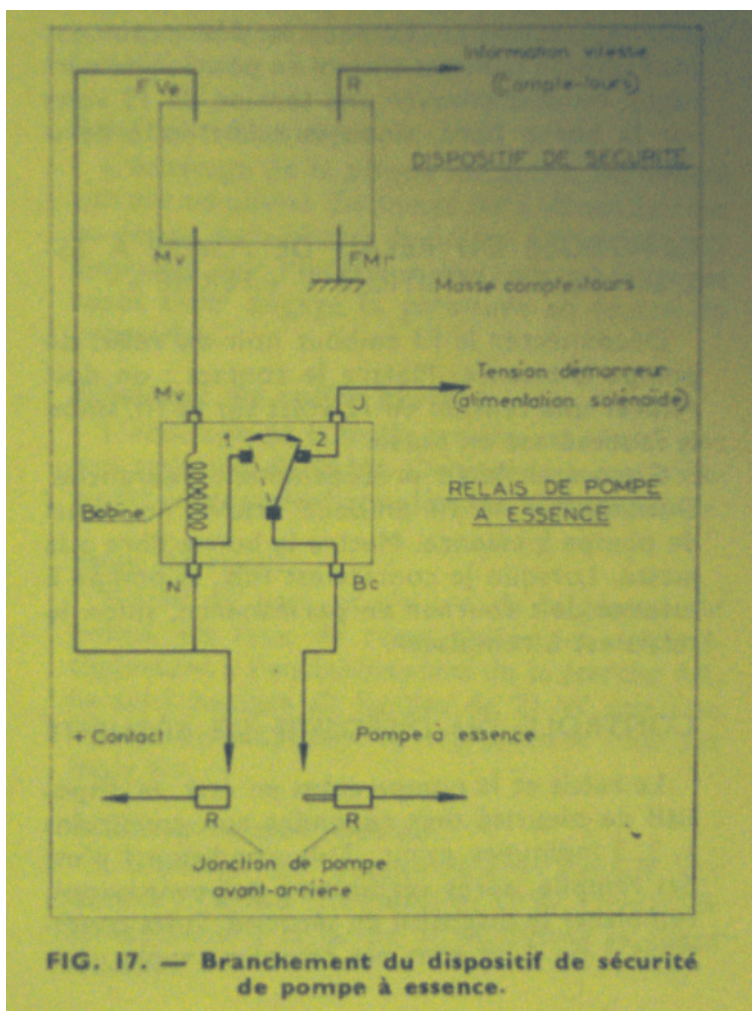 Information vitesse
F Ve
R
(Compte-tours)
DISPOSITIF DE SECURITE
Mv
FMr
Masse compte-tours
Tension démarreur
Mv
J
(alimentation solénoïde)
1
2
RELAIS DE POMPE
A ESSENCE
Bobine
N
Bc
+ Contact
Pompe à essence
R
R
Jonction de pompe
avant-arrière
FIG. 17. — Branchement du dispositif de sécurité
de pompe à essence.